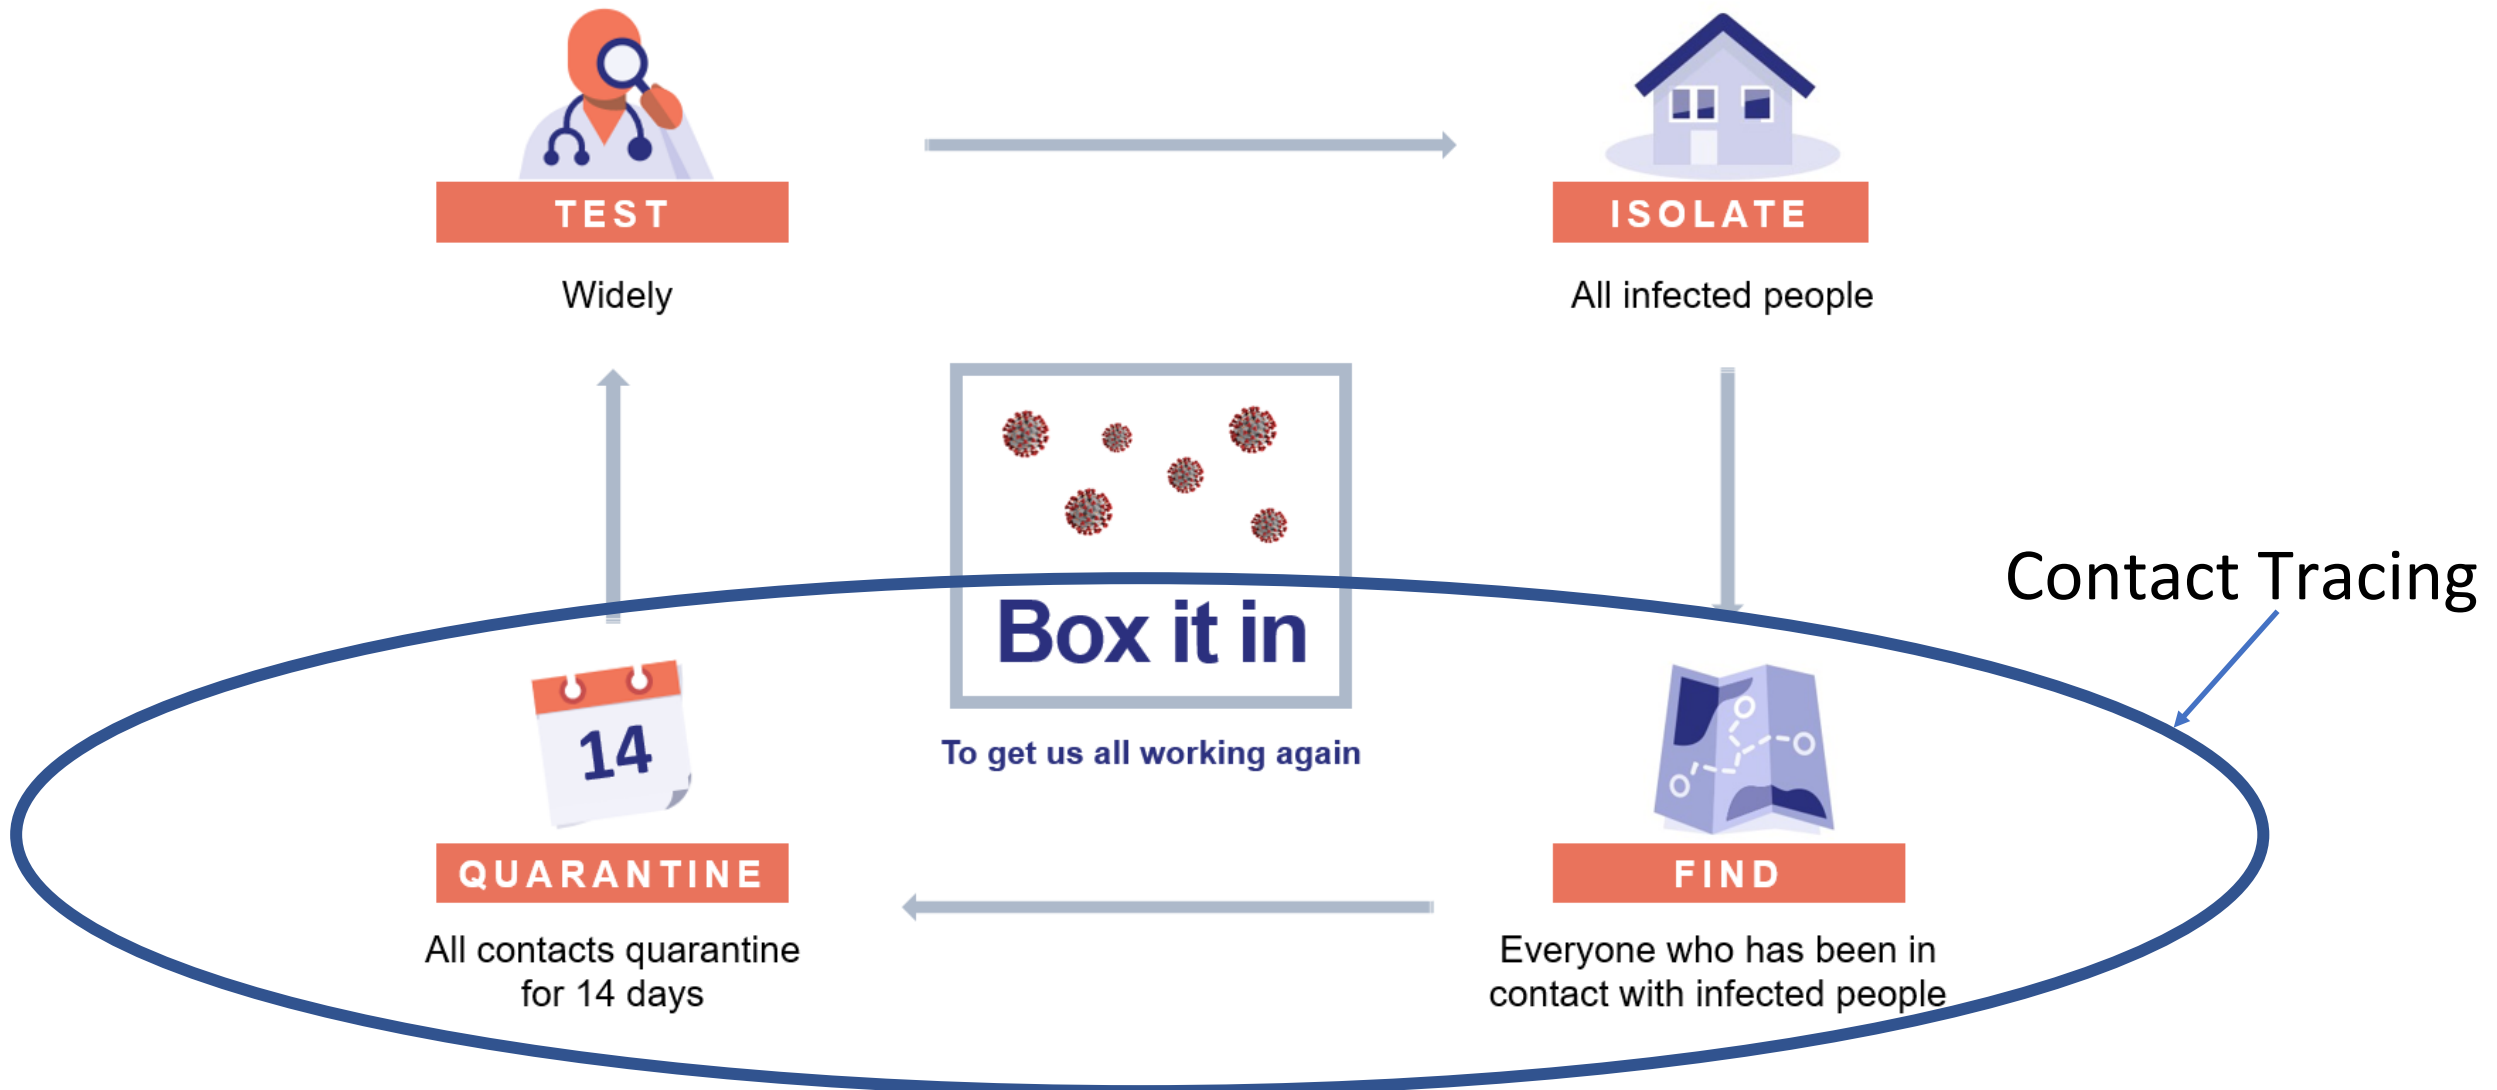 TEST
Widely
ISOLATE
All infected people
Box it in
To get us all working again
Contact Tracing
14
QUARANTINE
All contacts quarantine
for 14 days
FIND
Everyone who has been in
contact with infected people